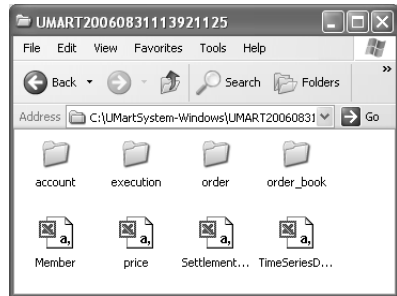 UMART20060831113921125
File Edit View Favorites Tools Help
Back Search Folders »
Address C:\UMartSystem-Windows\UMART20060831 Go
account execution order order_book
a, a, a, a,
Member price Settlement... TimeSeriesD...